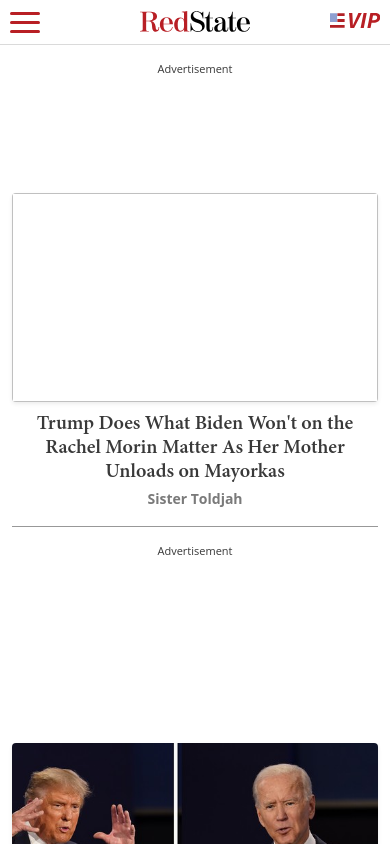 RedState
VIP
Advertisement
Trump Does What Biden Won't on the
Rachel Morin Matter As Her Mother
Unloads on Mayorkas
Sister Toldjah
Advertisement